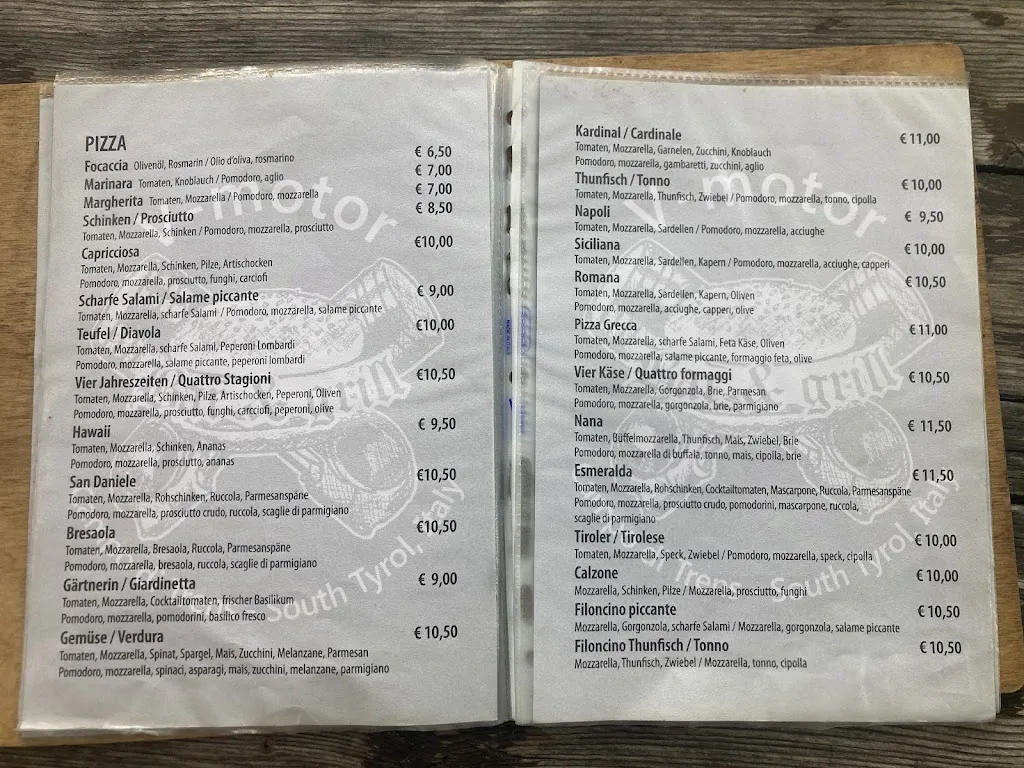 PIZZA
Focaccia Olivenöl, Rosmarin / Olio d'oliva, rosmarino € 6,50
Marinara Tomaten, Knoblauch / Pomodoro, aglio € 7,00
Margherita Tomaten, Mozzarella / Pomodoro, mozzarella € 7,00
Schinken / Prosciutto € 8,50
Tomaten, Mozzarella, Schinken / Pomodoro, mozzarella, prosciutto
Capricciosa €10,00
Tomaten, Mozzarella, Schinken, Pilze, Artischocken
Pomodoro, mozzarella, prosciutto, funghi, carciofi
Scharfe Salami / Salame piccante € 9,00
Tomaten, Mozzarella, scharfe Salami / Pomodoro, mozzarella, salame piccante
Teufel / Diavola €10,00
Tomaten, Mozzarella, scharfe Salami, Peperoni Lombardi
Pomodoro, mozzarella, salame piccante, peperoni lombardi
Vier Jahreszeiten / Quattro Stagioni €10,50
Tomaten, Mozzarella, Schinken, Pilze, Artischocken, Peperoni, Oliven
Pomodoro, mozzarella, prosciutto, funghi, carcciofi, peperoni, olive
Hawaii € 9,50
Tomaten, Mozzarella, Schinken, Ananas
Pomodoro, mozzarella, prosciutto, ananas
San Daniele €10,50
Tomaten, Mozzarella, Rohschinken, Ruccola, Parmesanspäne
Pomodoro, mozzarella, prosciutto crudo, ruccola, scaglie di parmigiano
Bresaola €10,50
Tomaten, Mozzarella, Bresaola, Ruccola, Parmesanspäne
Pomodoro, mozzarella, bresaola, ruccola, scaglie di parmigiano
Gärtnerin / Giardinetta € 9,00
Tomaten, Mozzarella, Cocktailtomaten, frischer Basilikum
Pomodoro, mozzarella, pomodorini, basilico fresco
Gemüse / Verdura € 10,50
Tomaten, Mozzarella, Spinat, Spargel, Mais, Zucchini, Melanzane, Parmesan
Pomodoro, mozzarella, spinaci, asparagi, mais, zucchini, melanzane, parmigiano
V-motor
& grill
South Tyrol, Italy
Kardinal / Cardinale € 11,00
Tomaten, Mozzarella, Garnelen, Zucchini, Knoblauch
Pomodoro, mozzarella, gambaretti, zucchini, aglio
Thunfisch / Tonno € 10,00
Tomaten, Mozzarella, Thunfisch, Zwiebel / Pomodoro, mozzarella, tonno, cipolla
Napoli € 9,50
Tomaten, Mozzarella, Sardellen / Pomodoro, mozzarella, acciughe
Siciliana € 10,00
Tomaten, Mozzarella, Sardellen, Kapern / Pomodoro, mozzarella, acciughe, capperi
Romana € 10,50
Tomaten, Mozzarella, Sardellen, Kapern, Oliven
Pomodoro, mozzarella, acciughe, capperi, olive
Pizza Grecca € 11,00
Tomaten, Mozzarella, scharfe Salami, Feta Käse, Oliven
Pomodoro, mozzarella, salame piccante, formaggio feta, olive
Vier Käse / Quattro formaggi € 10,50
Tomaten, Mozzarella, Gorgonzola, Brie, Parmesan
Pomodoro, mozzarella, gorgonzola, brie, parmigiano
Nana € 11,50
Tomaten, Büffelmozzarella, Thunfisch, Mais, Zwiebel, Brie
Pomodoro, mozzarella di buffala, tonno, mais, cipolla, brie
Esmeralda € 11,50
Tomaten, Mozzarella, Rohschinken, Cocktailtomaten, Mascarpone, Ruccola, Parmesanspäne
Pomodoro, mozzarella, prosciutto crudo, pomodorini, mascarpone, ruccola,
scaglie di parmigiano
Tiroler / Tirolese € 10,00
Tomaten, Mozzarella, Speck, Zwiebel / Pomodoro, mozzarella, speck, cipolla
Calzone € 10,00
Mozzarella, Schinken, Pilze / Mozzarella, prosciutto, funghi
Filoncino piccante € 10,50
Mozzarella, Gorgonzola, scharfe Salami / Mozzarella, gorgonzola, salame piccante
Filoncino Thunfisch / Tonno € 10,50
Mozzarella, Thunfisch, Zwiebel / Mozzarella, tonno, cipolla
V-motor
& grill
Trens - South Tyrol, Italy